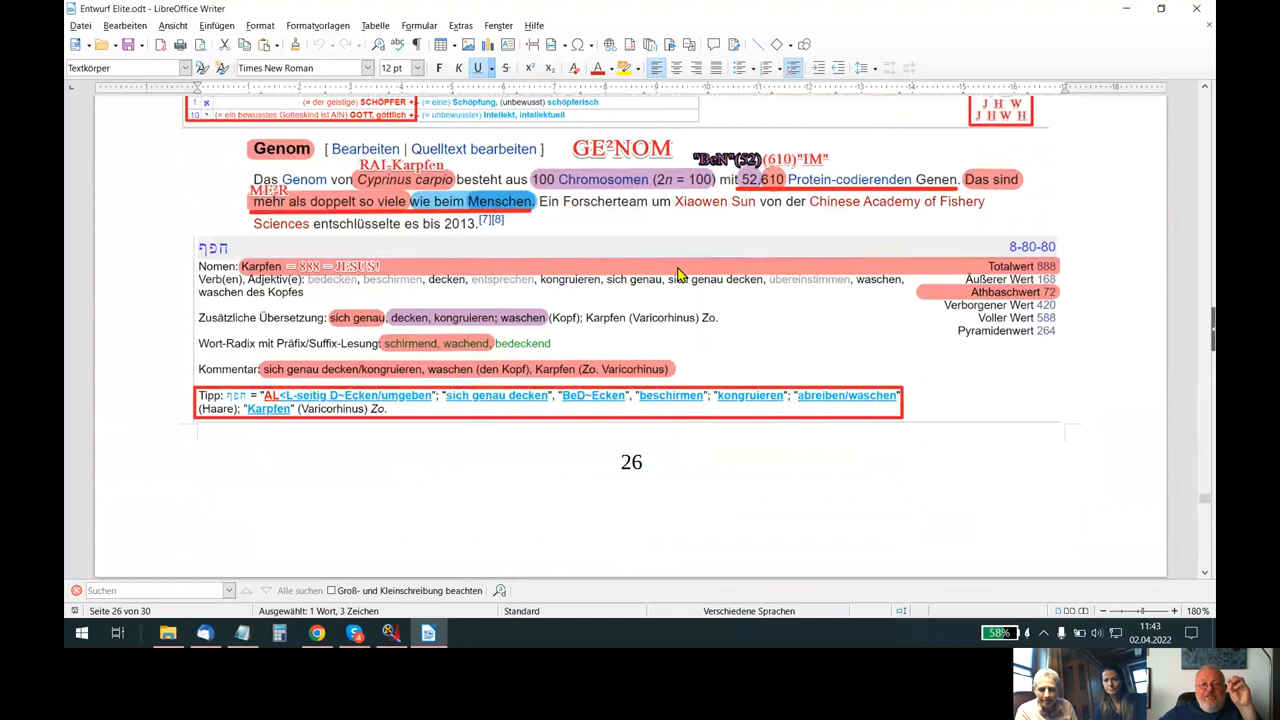 Entwurf Elite.odt - LibreOffice Writer
Datei Bearbeiten Ansicht Einfügen Format Formatvorlagen Tabelle Formular Extras Fenster Hilfe
Textkörper Times New Roman 12 pt F K U S
1 א (= der geistige) SCHÖPFER (= eine) Schöpfung, (unbewusst) schöpferisch
10 י (= ein bewusstes Gotteskind ist A/N) GOTT, göttlich (= unbewusster) Intellekt, intellektuell
J H W
J H W H
Genom [ Bearbeiten | Quelltext bearbeiten ] GE²NOM
RAI-Karpfen "BeN"(52)(610)"IM"
Das Genom von Cyprinus carpio besteht aus 100 Chromosomen (2n = 100) mit 52,610 Protein-codierenden Genen. Das sind
ME²R
mehr als doppelt so viele wie beim Menschen. Ein Forscherteam um Xiaowen Sun von der Chinese Academy of Fishery
Sciences entschlüsselte es bis 2013.[7][8]
חפף 8-80-80
Nomen: Karpfen = 888 = JESUS! Totalwert 888
Verb(en), Adjektiv(e): bedecken, beschirmen, decken, entsprechen, kongruieren, sich genau, sich genau decken, übereinstimmen, waschen, Äußerer Wert 168
waschen des Kopfes Athbaschwert 72
Verborgener Wert 420
Zusätzliche Übersetzung: sich genau, decken, kongruieren; waschen (Kopf); Karpfen (Varicorhinus) Zo. Voller Wert 588
Pyramidenwert 264
Wort-Radix mit Präfix/Suffix-Lesung: schirmend, wachend, bedeckend
Kommentar: sich genau decken/kongruieren, waschen (den Kopf), Karpfen (Zo. Varicorhinus)
Tipp: חפף = "AL<L-seitig D~Ecken/umgeben"; "sich genau decken", "BeD~Ecken", "beschirmen"; "kongruieren"; "abreiben/waschen"
(Haare); "Karpfen" (Varicorhinus) Zo.
26
Suchen Alle suchen Groß- und Kleinschreibung beachten
Seite 26 von 30 Ausgewählt: 1 Wort, 3 Zeichen Standard Verschiedene Sprachen 180%
58% 11:43
02.04.2022